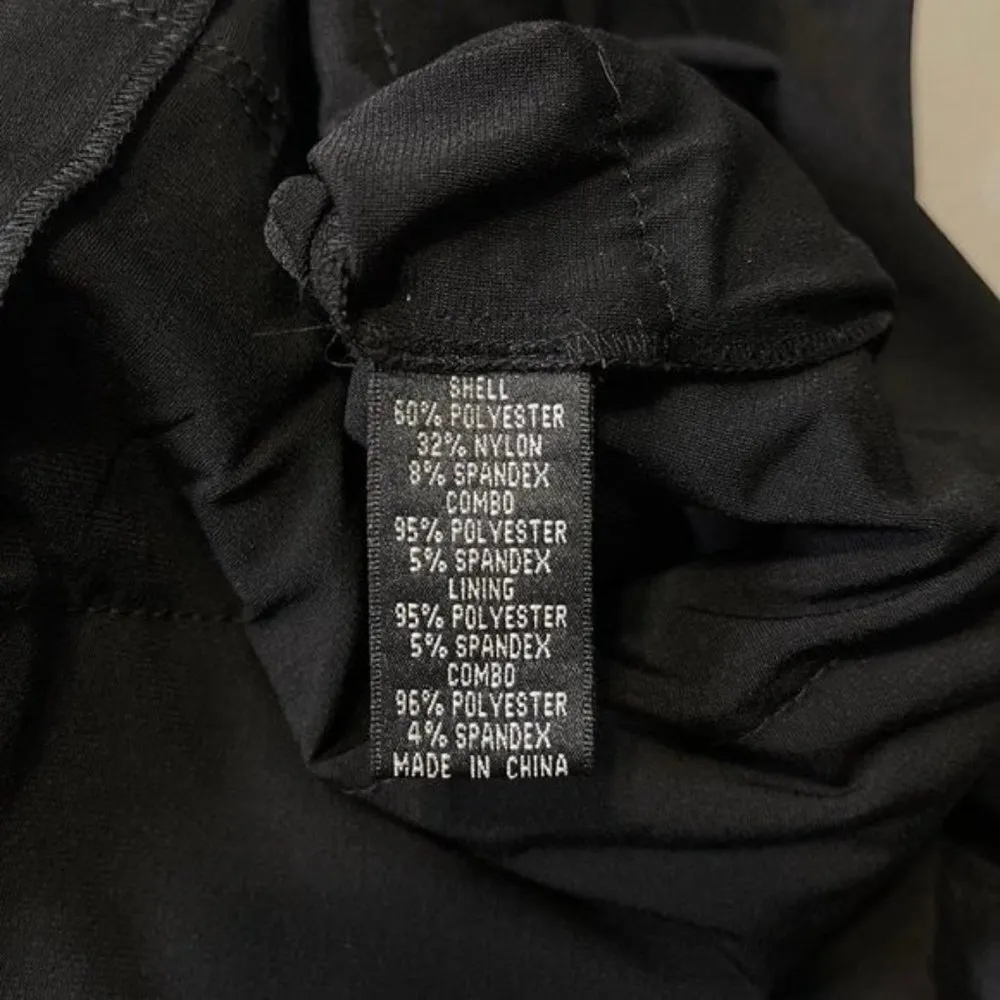 SHELL
60% POLYESTER
32% NYLON
8% SPANDEX
COMBO
95% POLYESTER
5% SPANDEX
LINING
95% POLYESTER
5% SPANDEX
COMBO
96% POLYESTER
4% SPANDEX
MADE IN CHINA